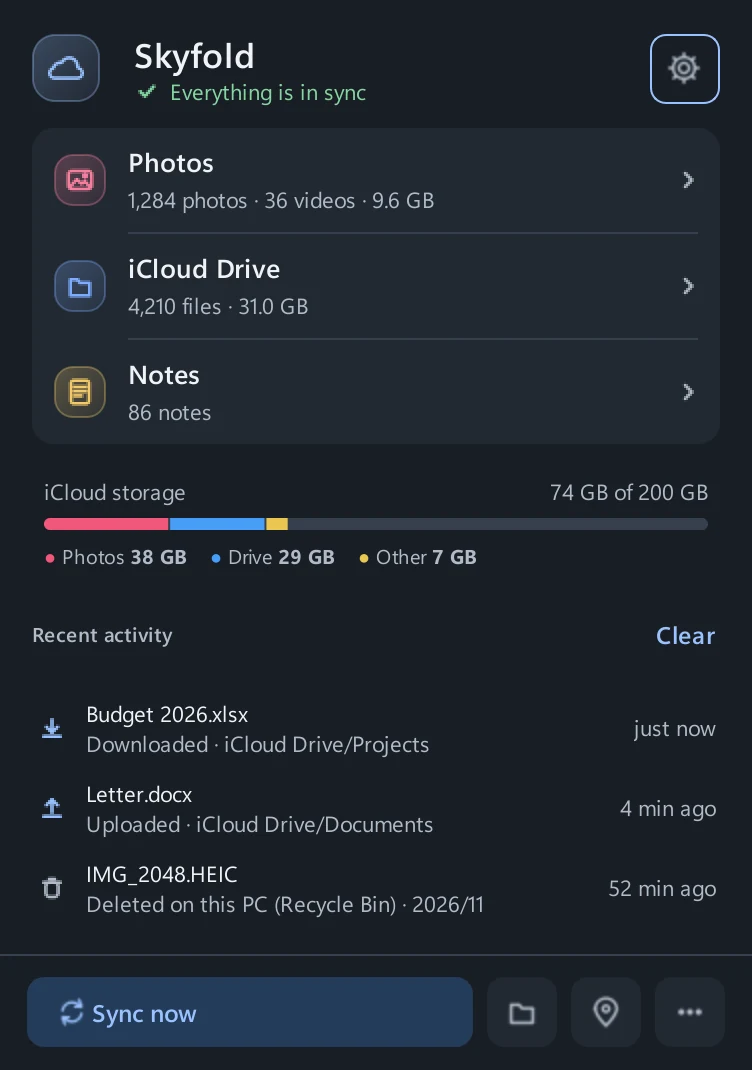 Skyfold
Everything is in sync
Photos
1,284 photos · 36 videos · 9.6 GB
iCloud Drive
4,210 files · 31.0 GB
Notes
86 notes
iCloud storage 74 GB of 200 GB
Photos 38 GB Drive 29 GB Other 7 GB
Recent activity Clear
Budget 2026.xlsx
Downloaded · iCloud Drive/Projects just now
Letter.docx
Uploaded · iCloud Drive/Documents 4 min ago
IMG_2048.HEIC
Deleted on this PC (Recycle Bin) · 2026/11 52 min ago
Sync now